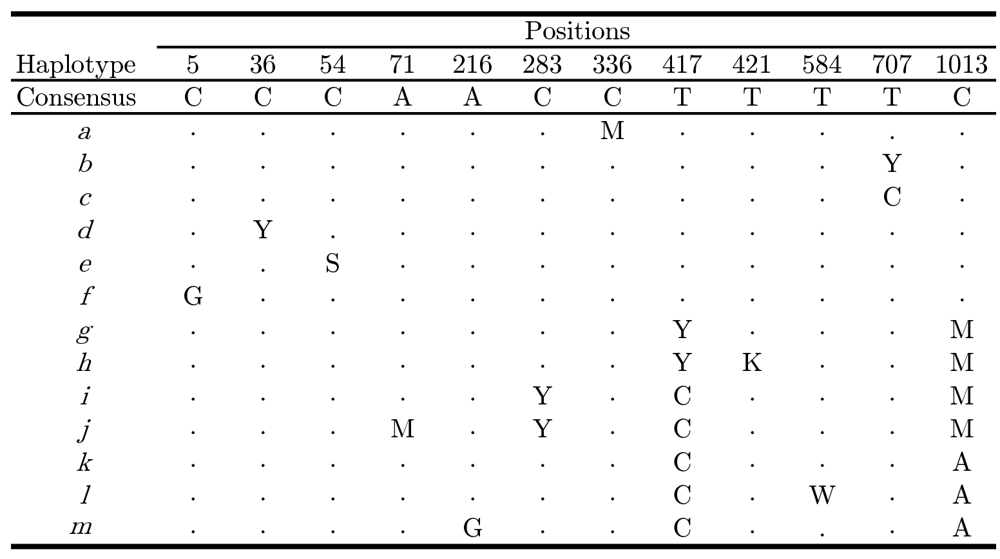 Positions
Haplotype 5 36 54 71 216 283 336 417 421 584 707 1013
Consensus C C C A A C C T T T T C
a . . . . . . M . . . . .
b . . . . . . . . . . Y .
c . . . . . . . . . . C .
d . Y . . . . . . . . . .
e . . S . . . . . . . . .
f G . . . . . . . . . . .
g . . . . . . . Y . . . M
h . . . . . . . Y K . . M
i . . . . . Y . C . . . M
j . . . M . Y . C . . . M
k . . . . . . . C . . . A
l . . . . . . . C . W . A
m . . . . G . . C . . . A